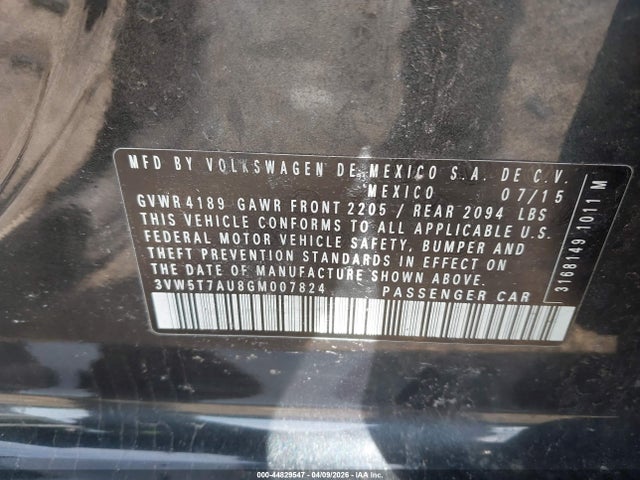 MFD BY VOLKSWAGEN DE MEXICO S.A. DE C.V.
MEXICO 07/15
GVWR 4189 GAWR FRONT 2205 / REAR 2094 LBS
THIS VEHICLE CONFORMS TO ALL APPLICABLE U.S.
FEDERAL MOTOR VEHICLE SAFETY, BUMPER AND
THEFT PREVENTION STANDARDS IN EFFECT ON
THE DATE OF MANUFACTURE SHOWN ABOVE.
3VW5T7AU8GM007824 PASSENGER CAR
3168149 1011 M
000-44829547 04/09/2026 - Copyright IAA, LLC